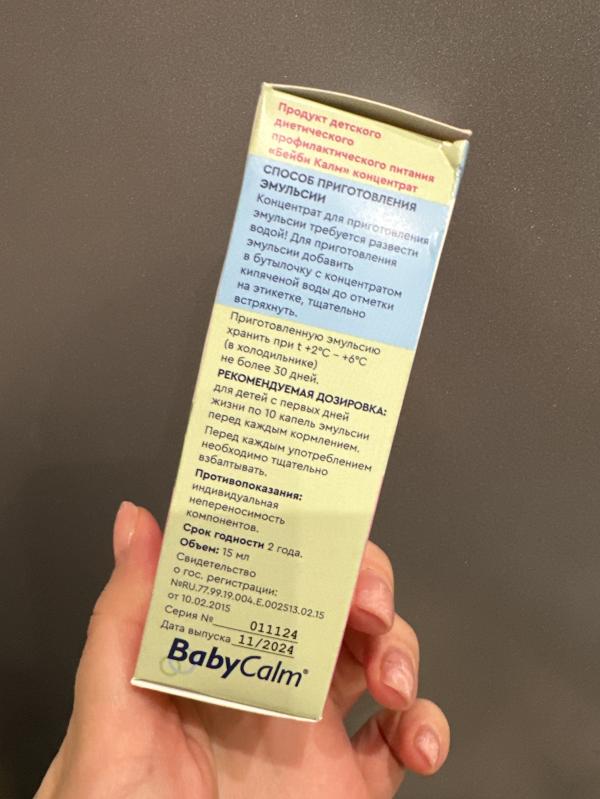 Продукт детского
диетического
профилактического питания
«Бейби Калм» концентрат
СПОСОБ ПРИГОТОВЛЕНИЯ
ЭМУЛЬСИИ
Концентрат для приготовления
эмульсии требуется развести
водой! Для приготовления
эмульсии добавить
в бутылочку с концентратом
кипяченой воды до отметки
на этикетке, тщательно
встряхнуть.
Приготовленную эмульсию
хранить при t +2°C – +6°C
(в холодильнике)
не более 30 дней.
РЕКОМЕНДУЕМАЯ ДОЗИРОВКА:
для детей с первых дней
жизни по 10 капель эмульсии
перед каждым кормлением.
Перед каждым употреблением
необходимо тщательно
взбалтывать.
Противопоказания:
индивидуальная
непереносимость
компонентов.
Срок годности 2 года.
Объем: 15 мл
Свидетельство
о гос. регистрации:
№RU.77.99.19.004.Е.002513.02.15
от 10.02.2015
Серия № 011124
Дата выпуска 11/2024
BabyCalm®